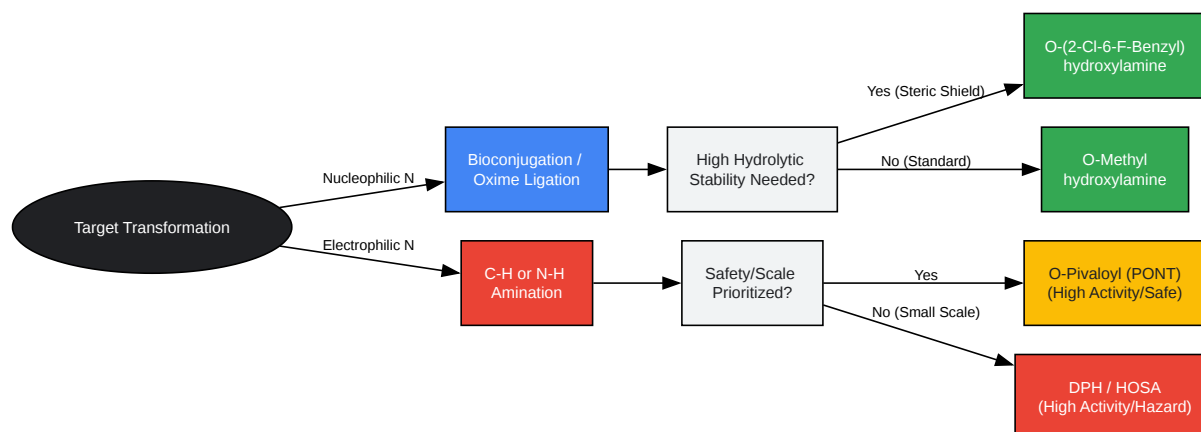 Target Transformation
Nucleophilic N
Electrophilic N
Bioconjugation /
Oxime Ligation
High Hydrolytic
Stability Needed?
Yes (Steric Shield)
No (Standard)
O-(2-Cl-6-F-Benzyl)
hydroxylamine
O-Methyl
hydroxylamine
C-H or N-H
Amination
Safety/Scale
Prioritized?
Yes
No (Small Scale)
O-Pivaloyl (PONT)
(High Activity/Safe)
DPH / HOSA
(High Activity/Hazard)